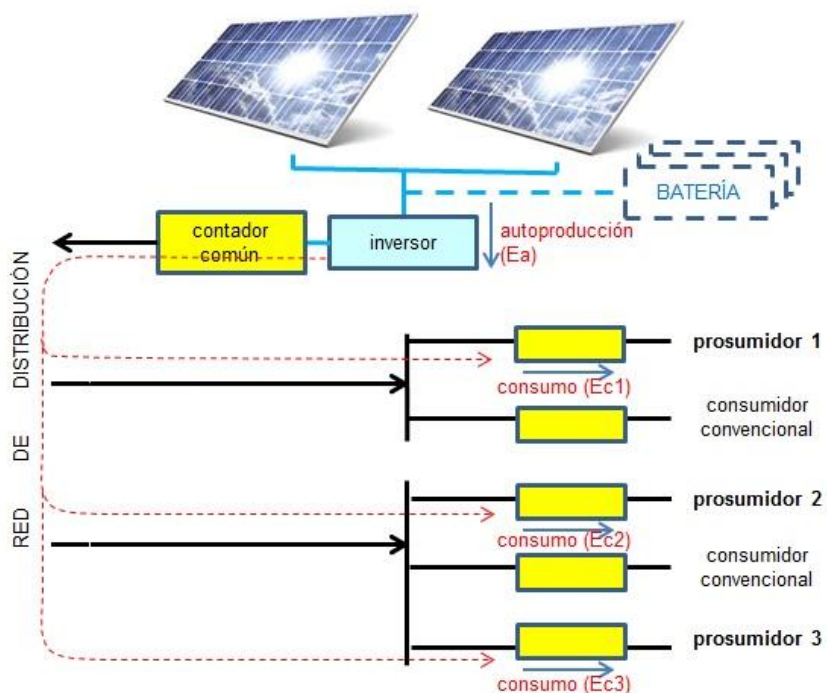 BATERÍA
contador
común
inversor
autoproducción
(Ea)
RED DE DISTRIBUCIÓN
prosumidor 1
consumo (Ec1)
consumidor
convencional
prosumidor 2
consumo (Ec2)
consumidor
convencional
prosumidor 3
consumo (Ec3)